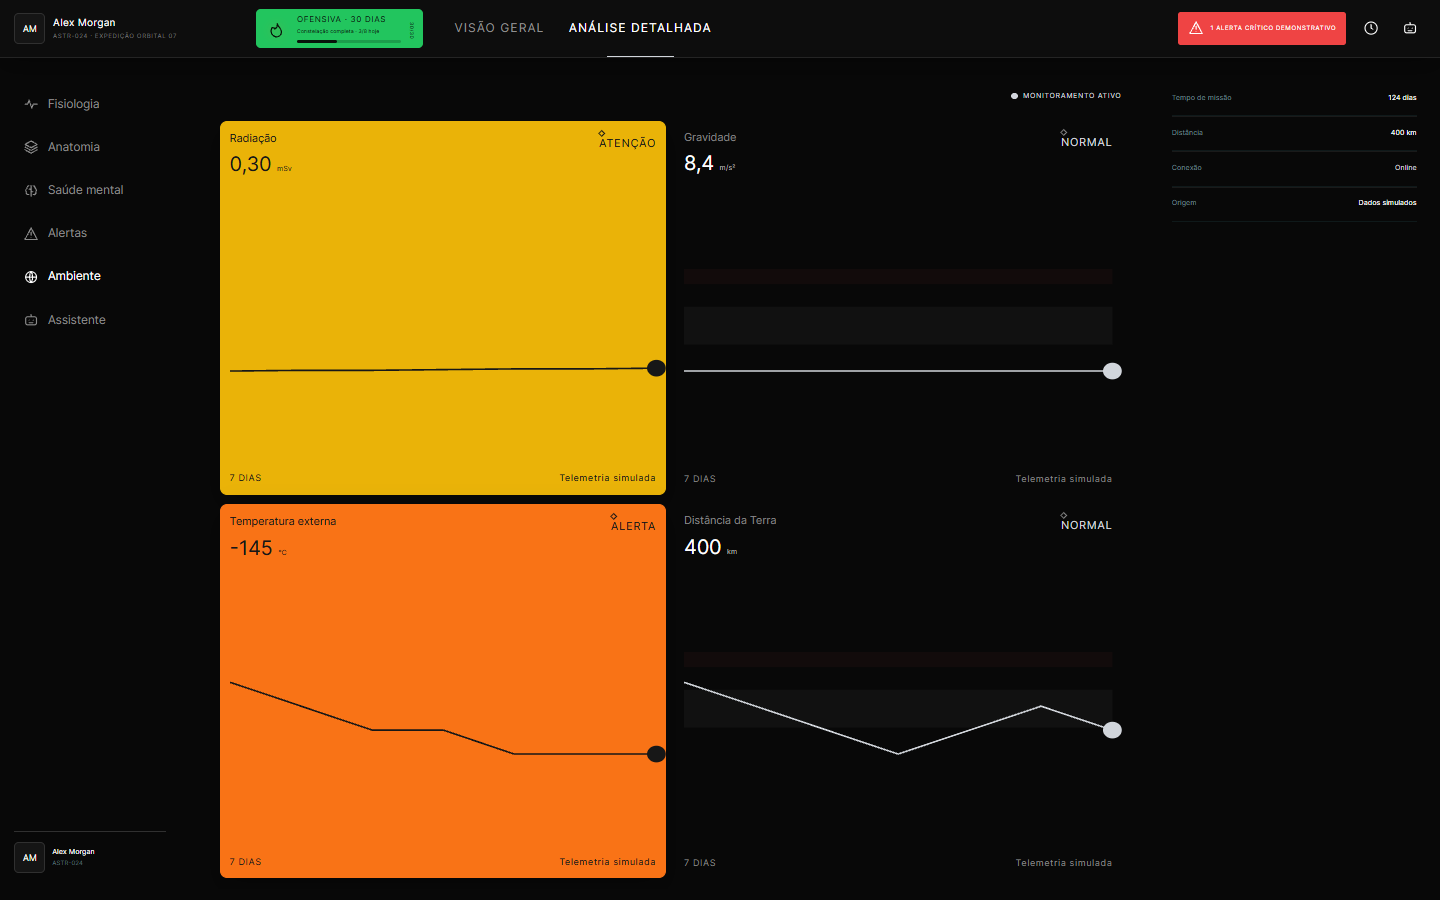 AM
Alex Morgan
ASTR-024 · EXPEDIÇÃO ORBITAL 07
OFENSIVA · 30 DIAS
Constelação completa · 3/8 hoje
30/30
VISÃO GERAL
ANÁLISE DETALHADA
1 ALERTA CRÍTICO DEMONSTRATIVO
Fisiologia
Anatomia
Saúde mental
Alertas
Ambiente
Assistente
AM
Alex Morgan
ASTR-024
MONITORAMENTO ATIVO
Radiação
ATENÇÃO
0,30 mSv
7 DIAS
Telemetria simulada
Gravidade
NORMAL
8,4 m/s²
7 DIAS
Telemetria simulada
Temperatura externa
ALERTA
-145 °C
7 DIAS
Telemetria simulada
Distância da Terra
NORMAL
400 km
7 DIAS
Telemetria simulada
Tempo de missão 124 dias
Distância 400 km
Conexão Online
Origem Dados simulados